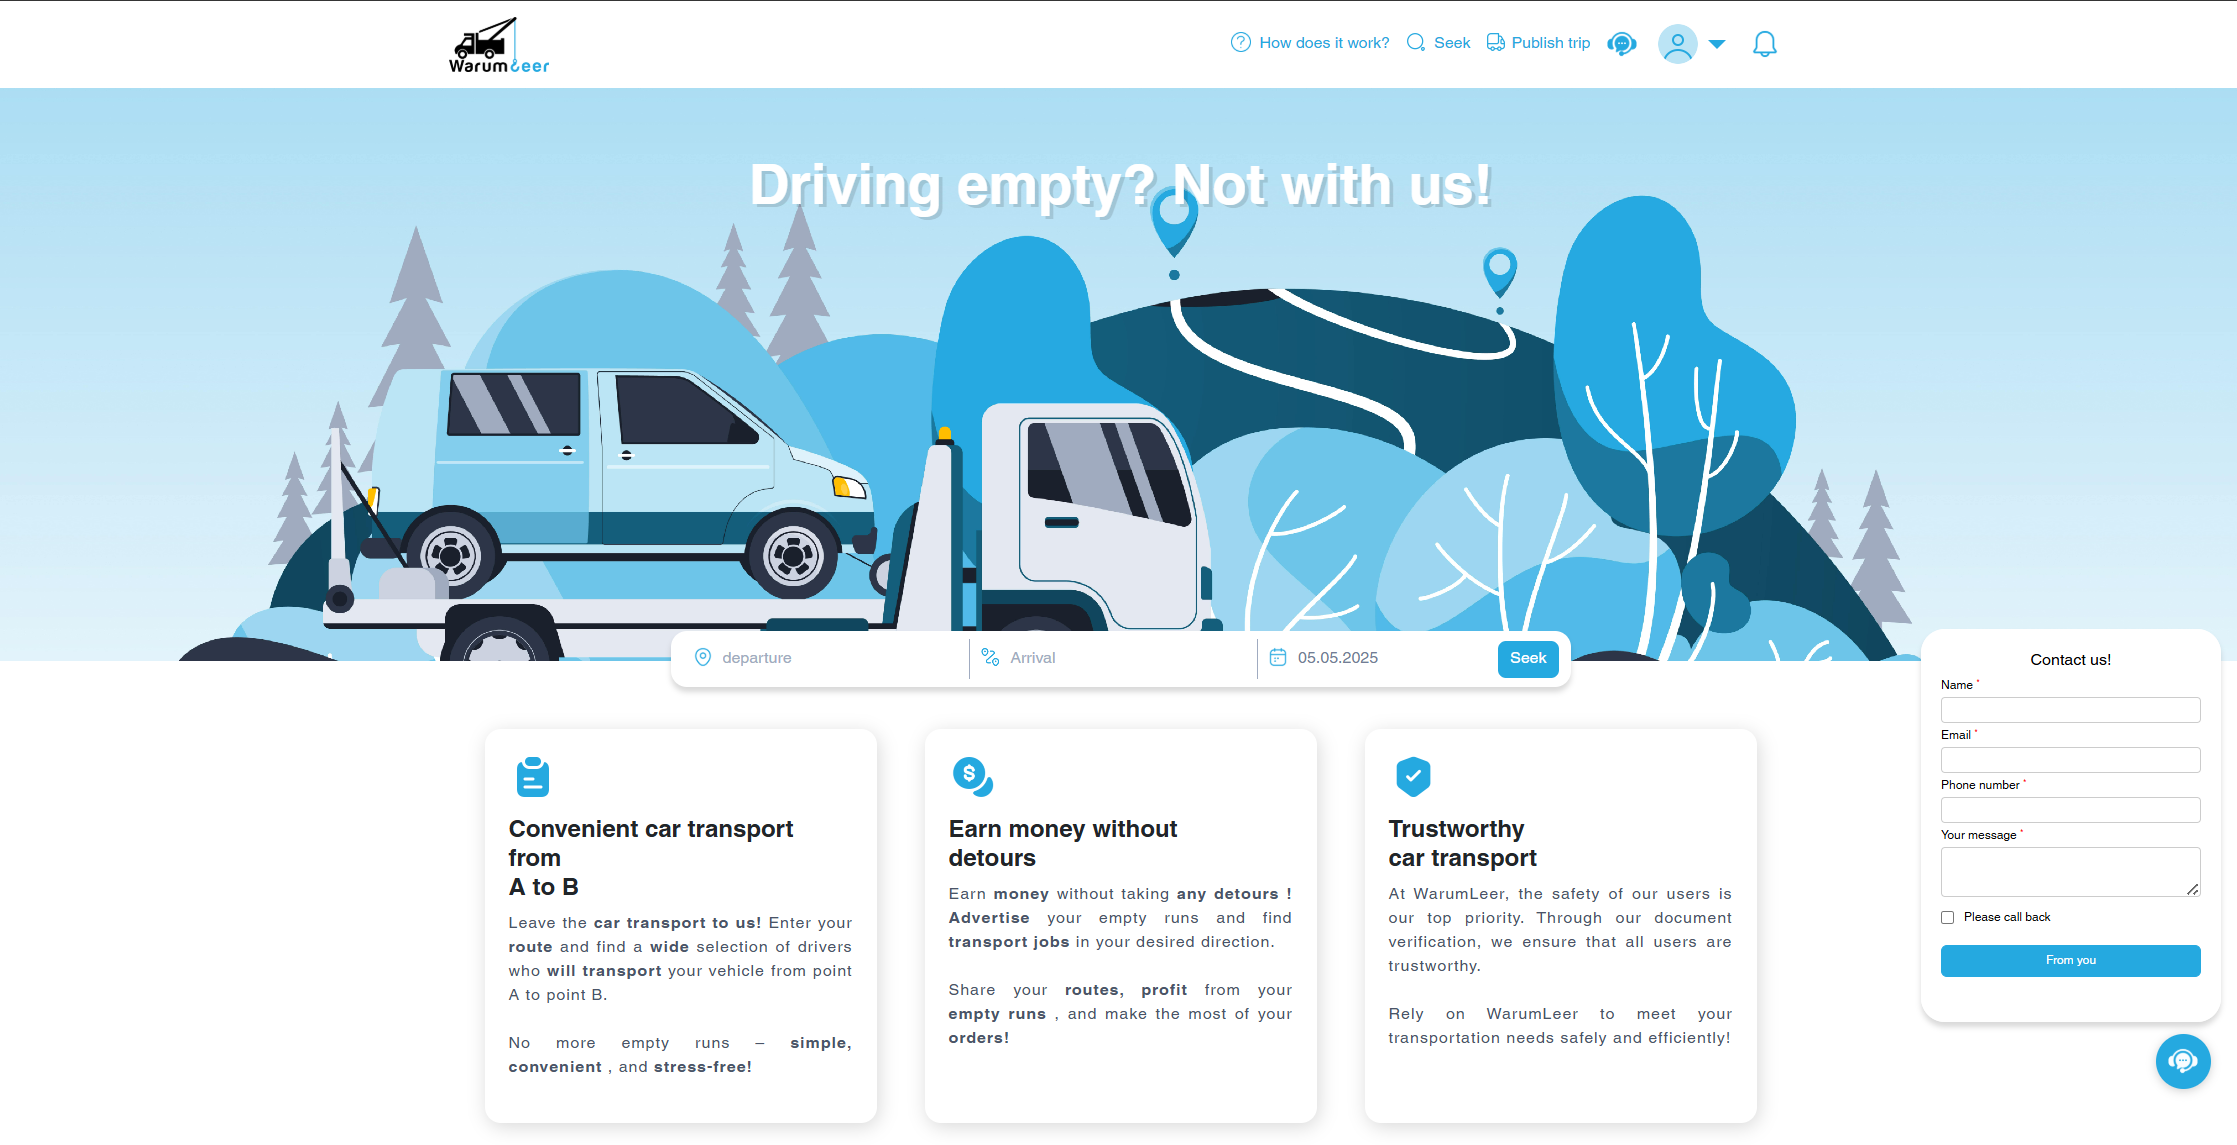 WarumLeer
How does it work?
Seek
Publish trip
Driving empty? Not with us!
departure
Arrival
05.05.2025
Seek
Convenient car transport
from
A to B
Leave the car transport to us! Enter your
route and find a wide selection of drivers
who will transport your vehicle from point
A to point B.
No more empty runs – simple,
convenient , and stress-free!
$
Earn money without
detours
Earn money without taking any detours !
Advertise your empty runs and find
transport jobs in your desired direction.
Share your routes, profit from your
empty runs , and make the most of your
orders!
Trustworthy
car transport
At WarumLeer, the safety of our users is
our top priority. Through our document
verification, we ensure that all users are
trustworthy.
Rely on WarumLeer to meet your
transportation needs safely and efficiently!
Contact us!
Name *
Email *
Phone number *
Your message *
Please call back
From you